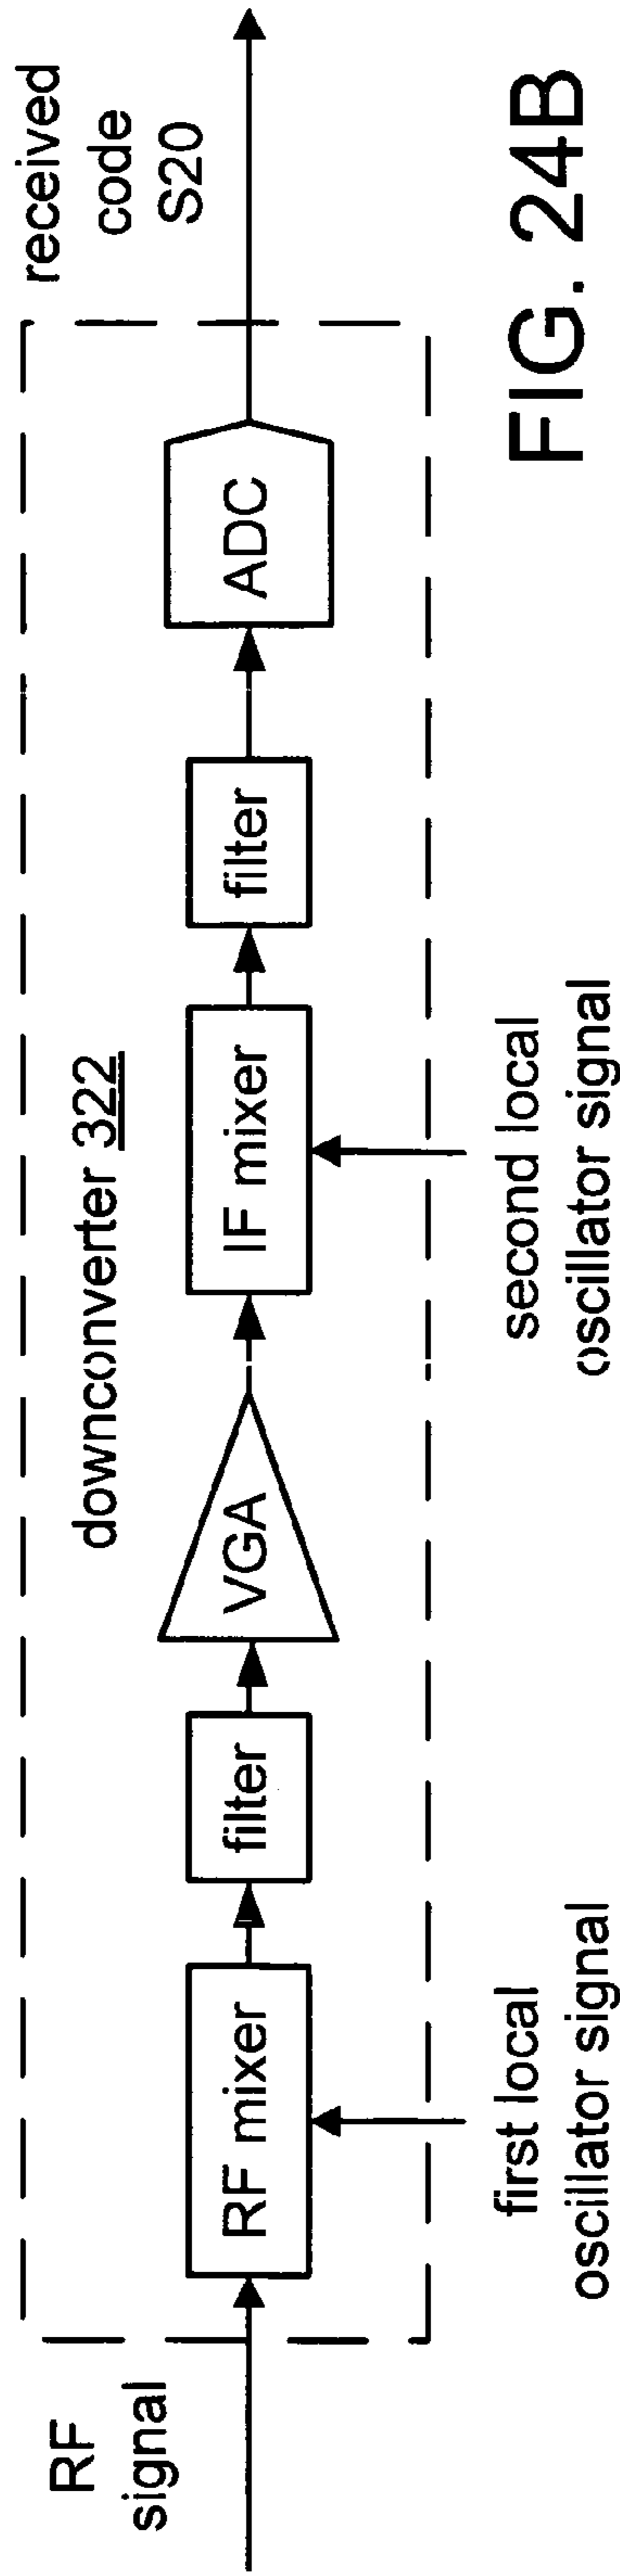 RF
signal
downconverter 322
RF mixer
filter
VGA
IF mixer
filter
ADC
received
code
S20
first local
oscillator signal
second local
oscillator signal
FIG. 24B